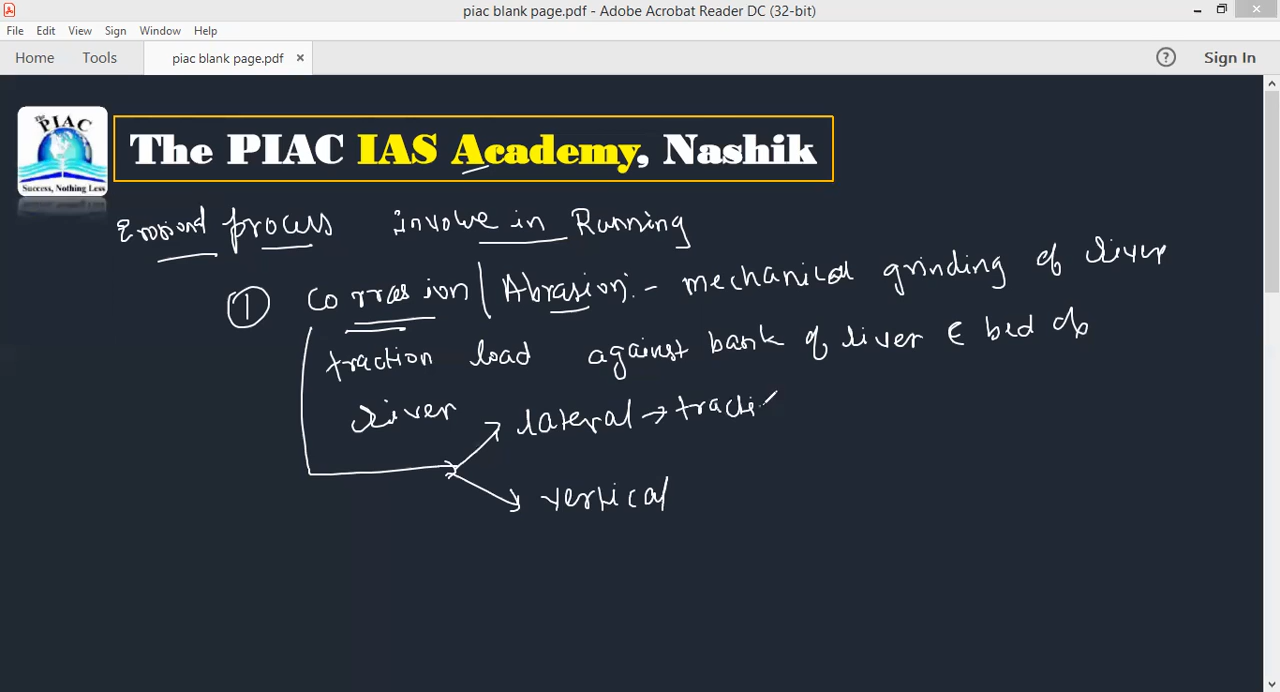 piac blank page.pdf - Adobe Acrobat Reader DC (32-bit)
File Edit View Sign Window Help
Home Tools piac blank page.pdf × ? Sign In
The PIAC
Success, Nothing Less
The PIAC IAS Academy, Nashik
Erosional process involve in Running
① Corrasion | Abrasion :- mechanical grinding of river
traction load against bank of river & bed of
river
lateral → tracti
vertical